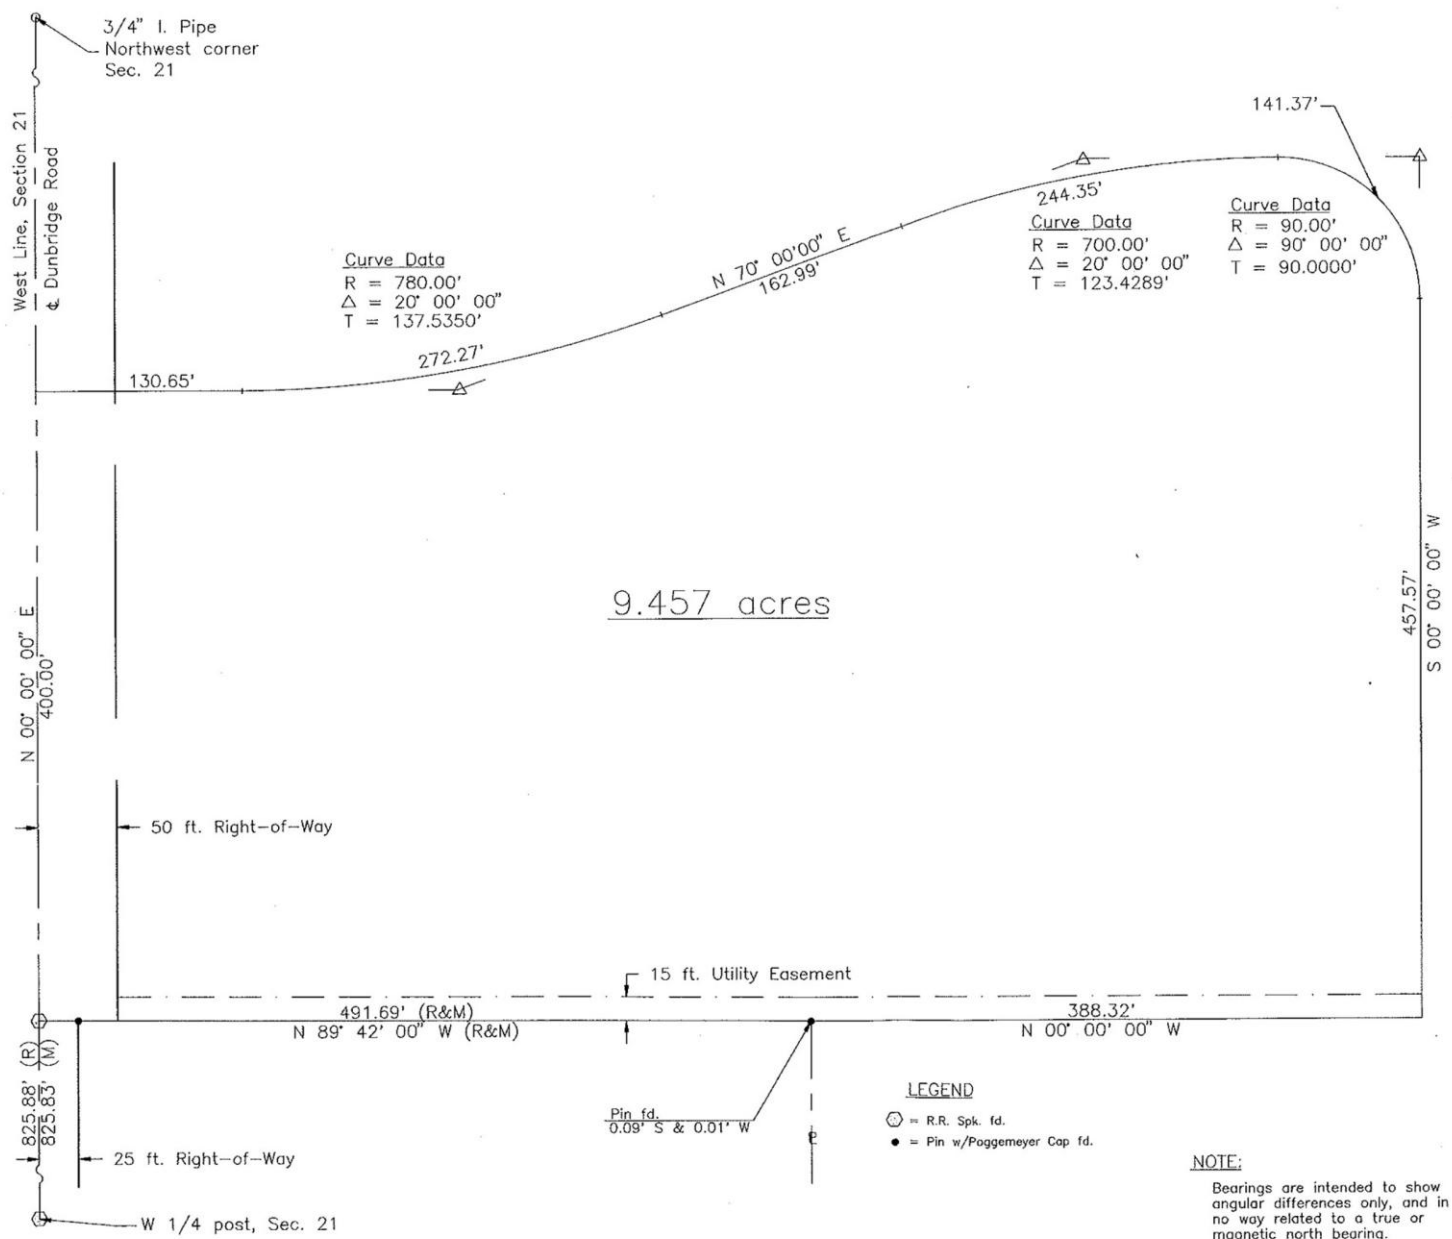 3/4" I. Pipe
Northwest corner
Sec. 21
West Line, Section 21
℄ Dunbridge Road
141.37'
244.35'
Curve Data
R = 90.00'
Δ = 90° 00' 00"
T = 90.0000'
Curve Data
R = 700.00'
Δ = 20° 00' 00"
T = 123.4289'
N 70° 00'00" E
162.99'
Curve Data
R = 780.00'
Δ = 20° 00' 00"
T = 137.5350'
272.27'
130.65'
9.457 acres
N 00° 00' 00" E
400.00'
457.57'
S 00° 00' 00" W
50 ft. Right-of-Way
15 ft. Utility Easement
491.69' (R&M)
N 89° 42' 00" W (R&M)
388.32'
N 00° 00' 00" W
825.88' (R)
825.83' (M)
Pin fd.
0.09' S & 0.01' W
LEGEND
= R.R. Spk. fd.
= Pin w/Poggemeyer Cap fd.
25 ft. Right-of-Way
W 1/4 post, Sec. 21
NOTE:
Bearings are intended to show
angular differences only, and in
no way related to a true or
magnetic north bearing.